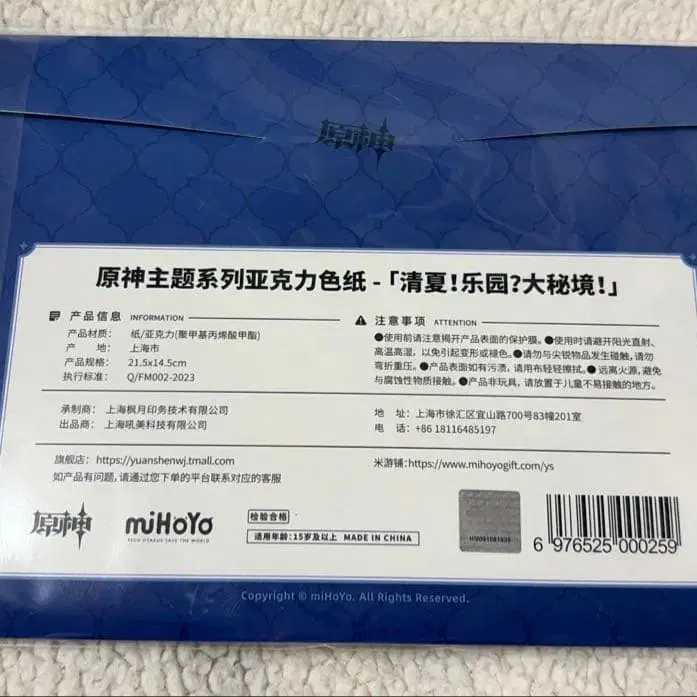 原神
原神主题系列亚克力色纸 -「清夏!乐园?大秘境!」
产品信息 INFORMATION
产品材质: 纸/亚克力(聚甲基丙烯酸甲酯)
产 地: 上海市
产品规格: 21.5x14.5cm
执行标准: Q/FM002-2023
注意事项 ATTENTION
●使用前请注意揭开产品表面的保护膜。●使用时请避开阳光直射、
高温高湿，以免引起变形或褪色。●请勿与尖锐物品发生碰触,请勿
弯折重压。●产品表面如有污渍,请用布轻轻擦拭。●远离火源,避免
与腐蚀性物质接触。●产品非玩具,请放置于儿童不易接触的地方。
承制商: 上海枫月印务技术有限公司
出品商: 上海吼美科技有限公司
地 址: 上海市徐汇区宜山路700号83幢201室
电 话: +86 18116485197
旗舰店: https://yuanshenwj.tmall.com
如产品有问题,请通过您下单的平台联系对应的客服
米游铺:https://www.mihoyogift.com/ys
原神
miHoYo
TECH OTAKUS SAVE THE WORLD
检验合格
适用年龄:15岁及以上 MADE IN CHINA
6 976525 000259
Copyright © miHoYo. All Rights Reserved.